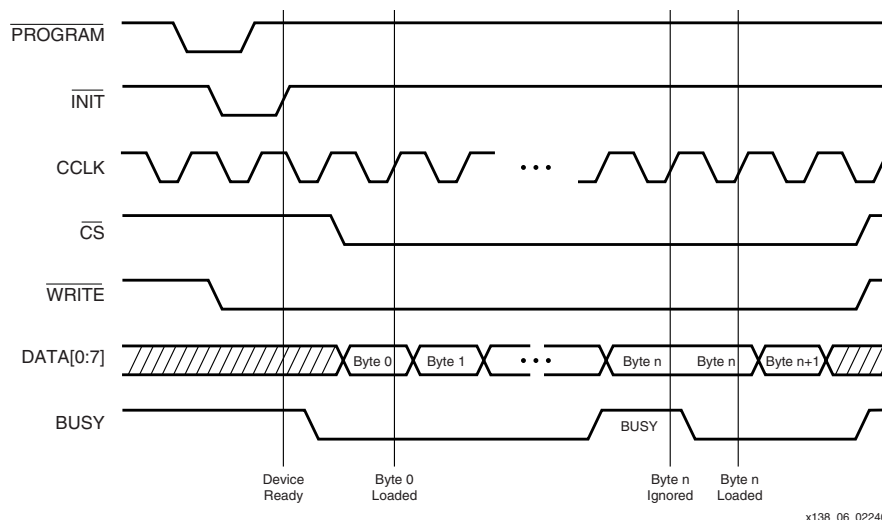 PROGRAM
INIT
CCLK
CS
WRITE
DATA[0:7]
Byte 0
Byte 1
Byte n
Byte n
Byte n+1
BUSY
BUSY
Device
Ready
Byte 0
Loaded
Byte n
Ignored
Byte n
Loaded